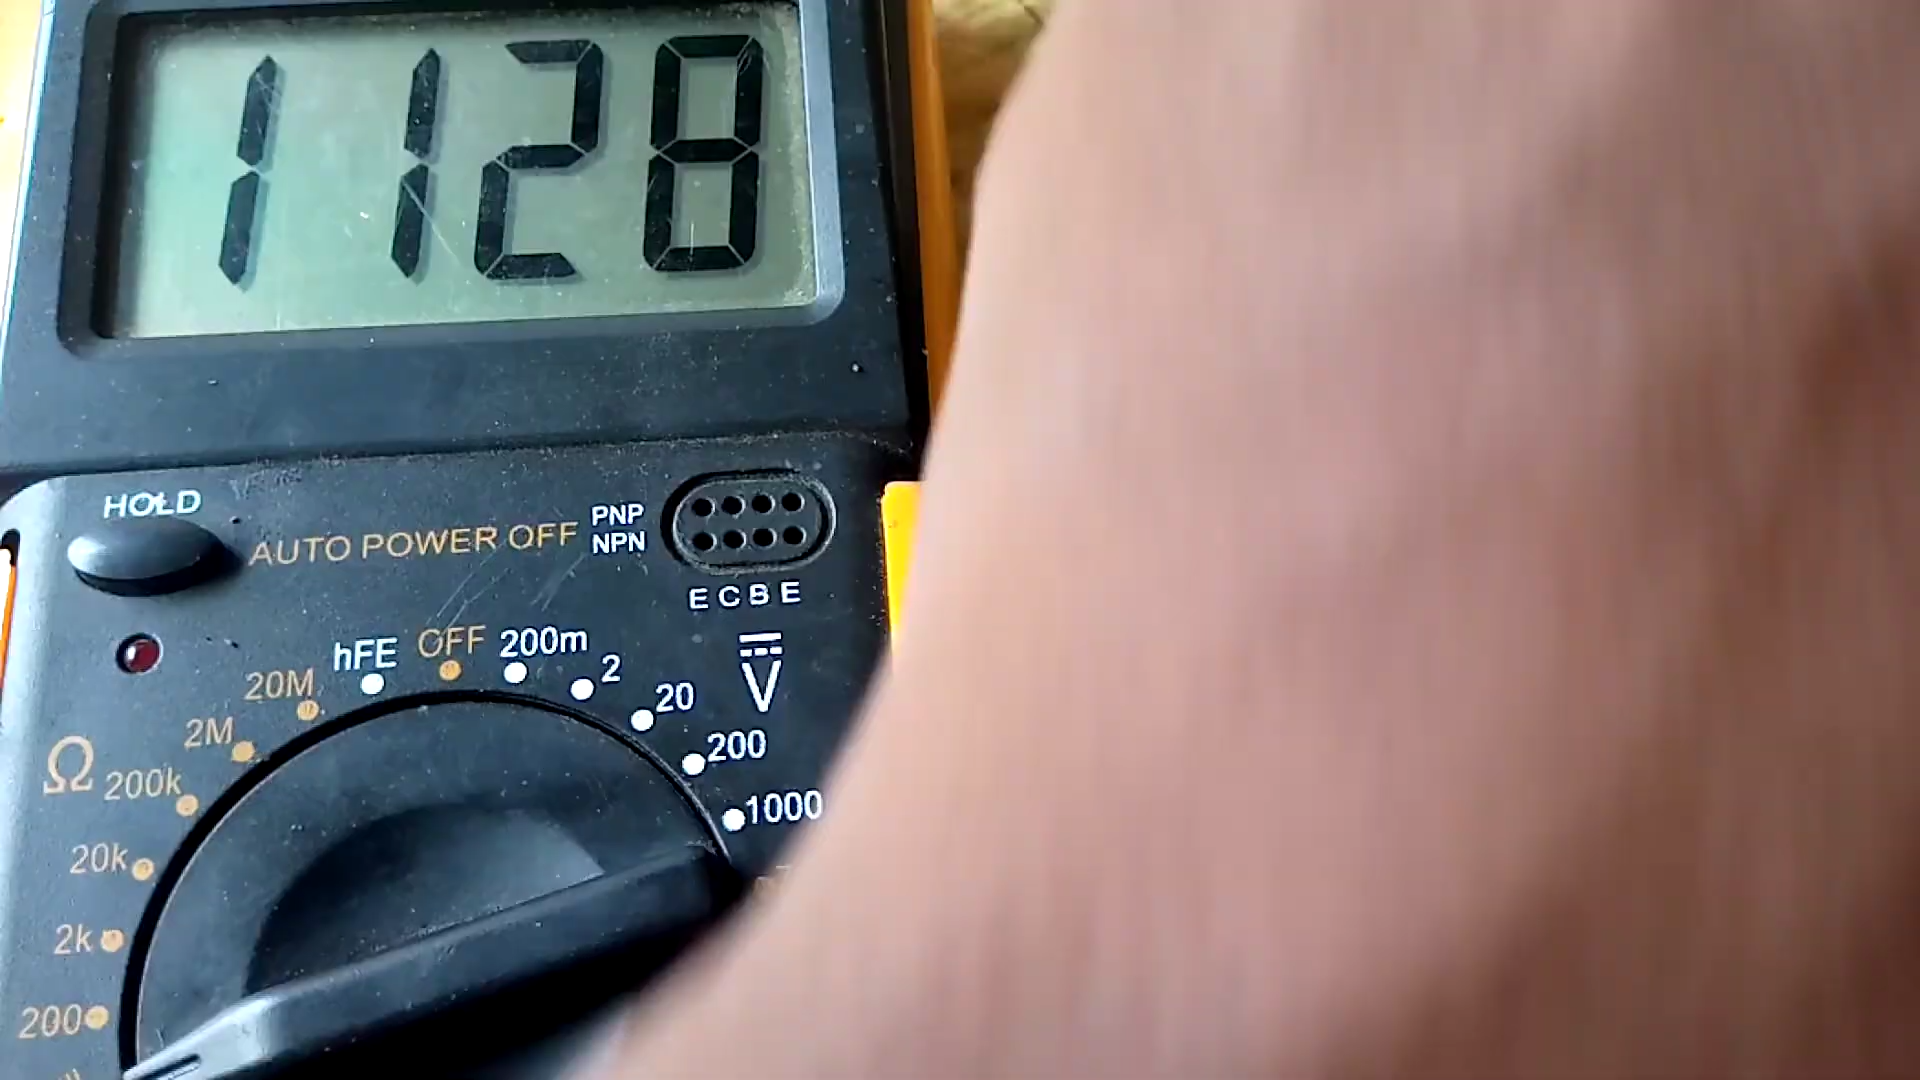 1128
HOLD
AUTO POWER OFF
PNP
NPN
E C B E
hFE
OFF
200m
2
20
200
1000
V
20M
2M
Ω
200k
20k
2k
200